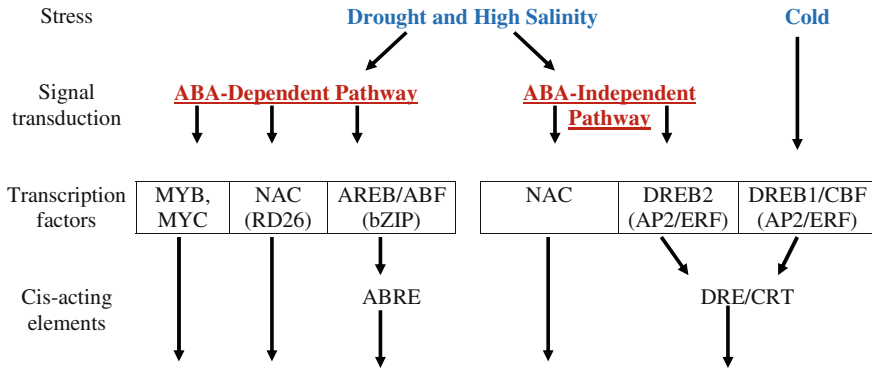 Stress
Drought and High Salinity
Cold
Signal
transduction
ABA-Dependent Pathway
ABA-Independent
Pathway
Transcription
factors
MYB,
MYC
NAC
(RD26)
AREB/ABF
(bZIP)
NAC
DREB2
(AP2/ERF)
DREB1/CBF
(AP2/ERF)
Cis-acting
elements
ABRE
DRE/CRT